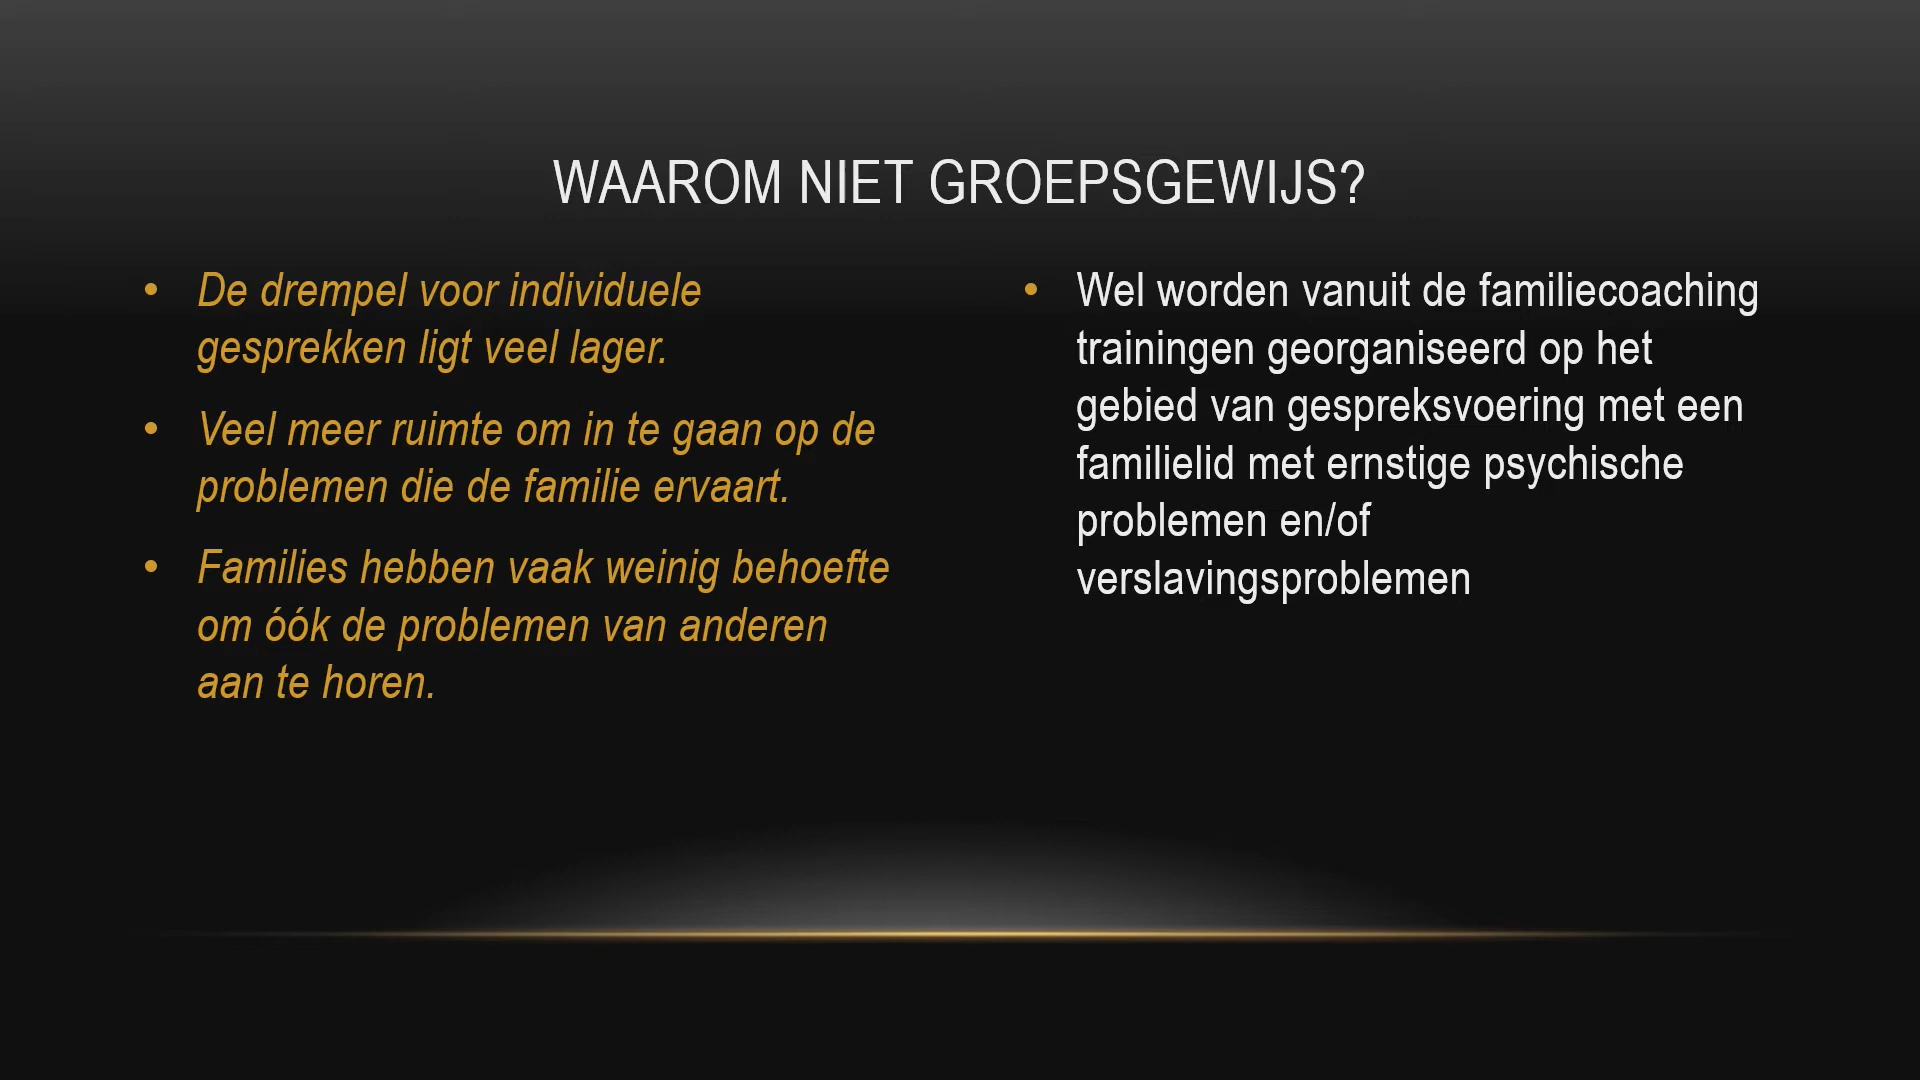 WAAROM NIET GROEPSGEWIJS?
• De drempel voor individuele
gesprekken ligt veel lager.
• Veel meer ruimte om in te gaan op de
problemen die de familie ervaart.
• Families hebben vaak weinig behoefte
om óók de problemen van anderen
aan te horen.
• Wel worden vanuit de familiecoaching
trainingen georganiseerd op het
gebied van gespreksvoering met een
familielid met ernstige psychische
problemen en/of
verslavingsproblemen